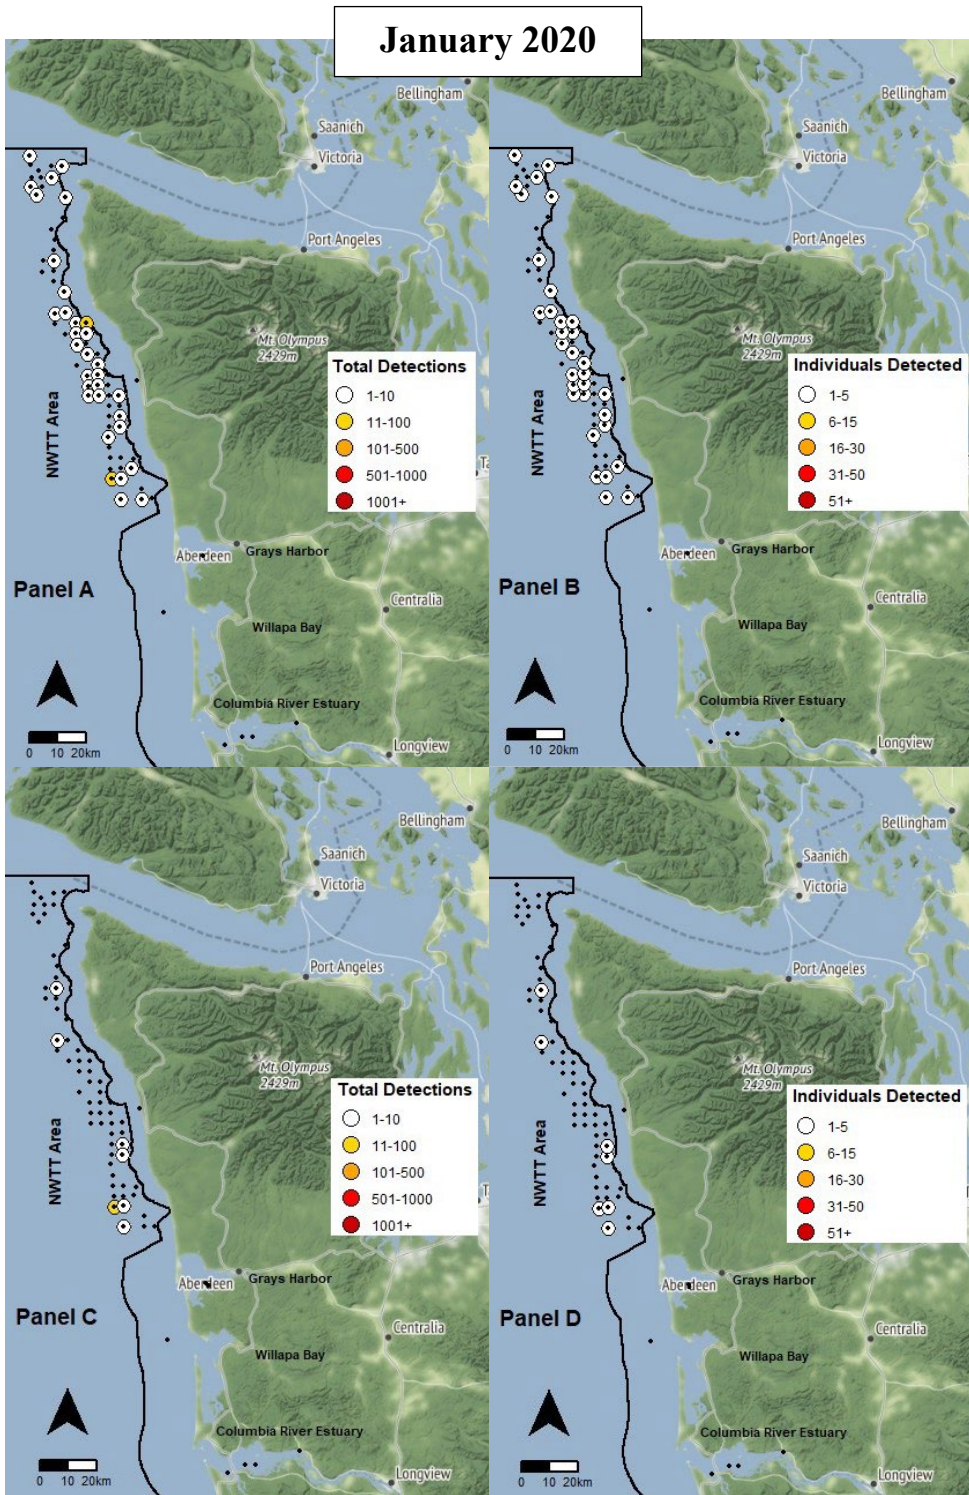 January 2020
Bellingham
Saanich
Victoria
Port Angeles
Mt. Olympus
2429m
Total Detections
1-10
11-100
101-500
501-1000
1001+
NWTT Area
Aberdeen
Grays Harbor
Panel A
Centralia
Willapa Bay
Columbia River Estuary
Longview
0 10 20km
Bellingham
Saanich
Victoria
Port Angeles
Mt. Olympus
2429m
Individuals Detected
1-5
6-15
16-30
31-50
51+
NWTT Area
Aberdeen
Grays Harbor
Panel B
Centralia
Willapa Bay
Columbia River Estuary
Longview
0 10 20km
Bellingham
Saanich
Victoria
Port Angeles
Mt. Olympus
2429m
Total Detections
1-10
11-100
101-500
501-1000
1001+
NWTT Area
Aberdeen
Grays Harbor
Panel C
Centralia
Willapa Bay
Columbia River Estuary
Longview
0 10 20km
Bellingham
Saanich
Victoria
Port Angeles
Mt. Olympus
2429m
Individuals Detected
1-5
6-15
16-30
31-50
51+
NWTT Area
Aberdeen
Grays Harbor
Panel D
Centralia
Willapa Bay
Columbia River Estuary
Longview
0 10 20km